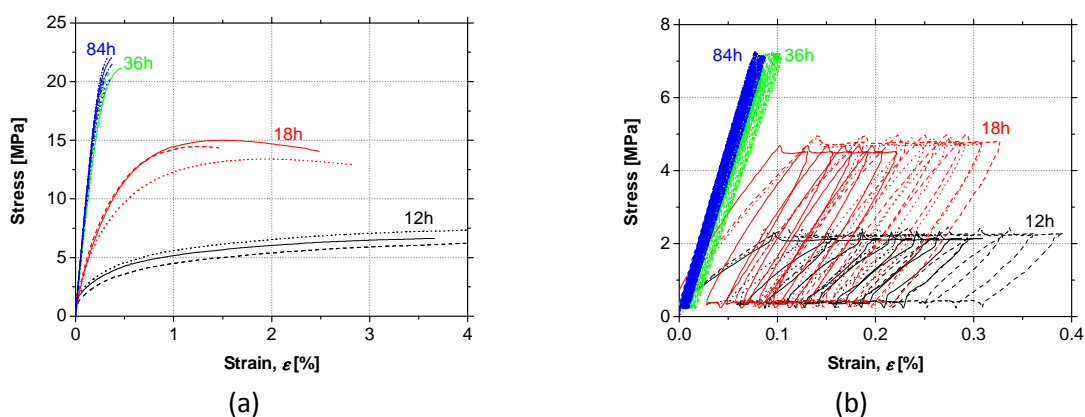 25
20
15
10
5
0
0
1
2
3
4
Stress [MPa]
Strain, ε [%]
84h
36h
18h
12h
(a)
8
6
4
2
0
0.0
0.1
0.2
0.3
0.4
Stress [MPa]
Strain, ε [%]
84h
36h
18h
12h
(b)